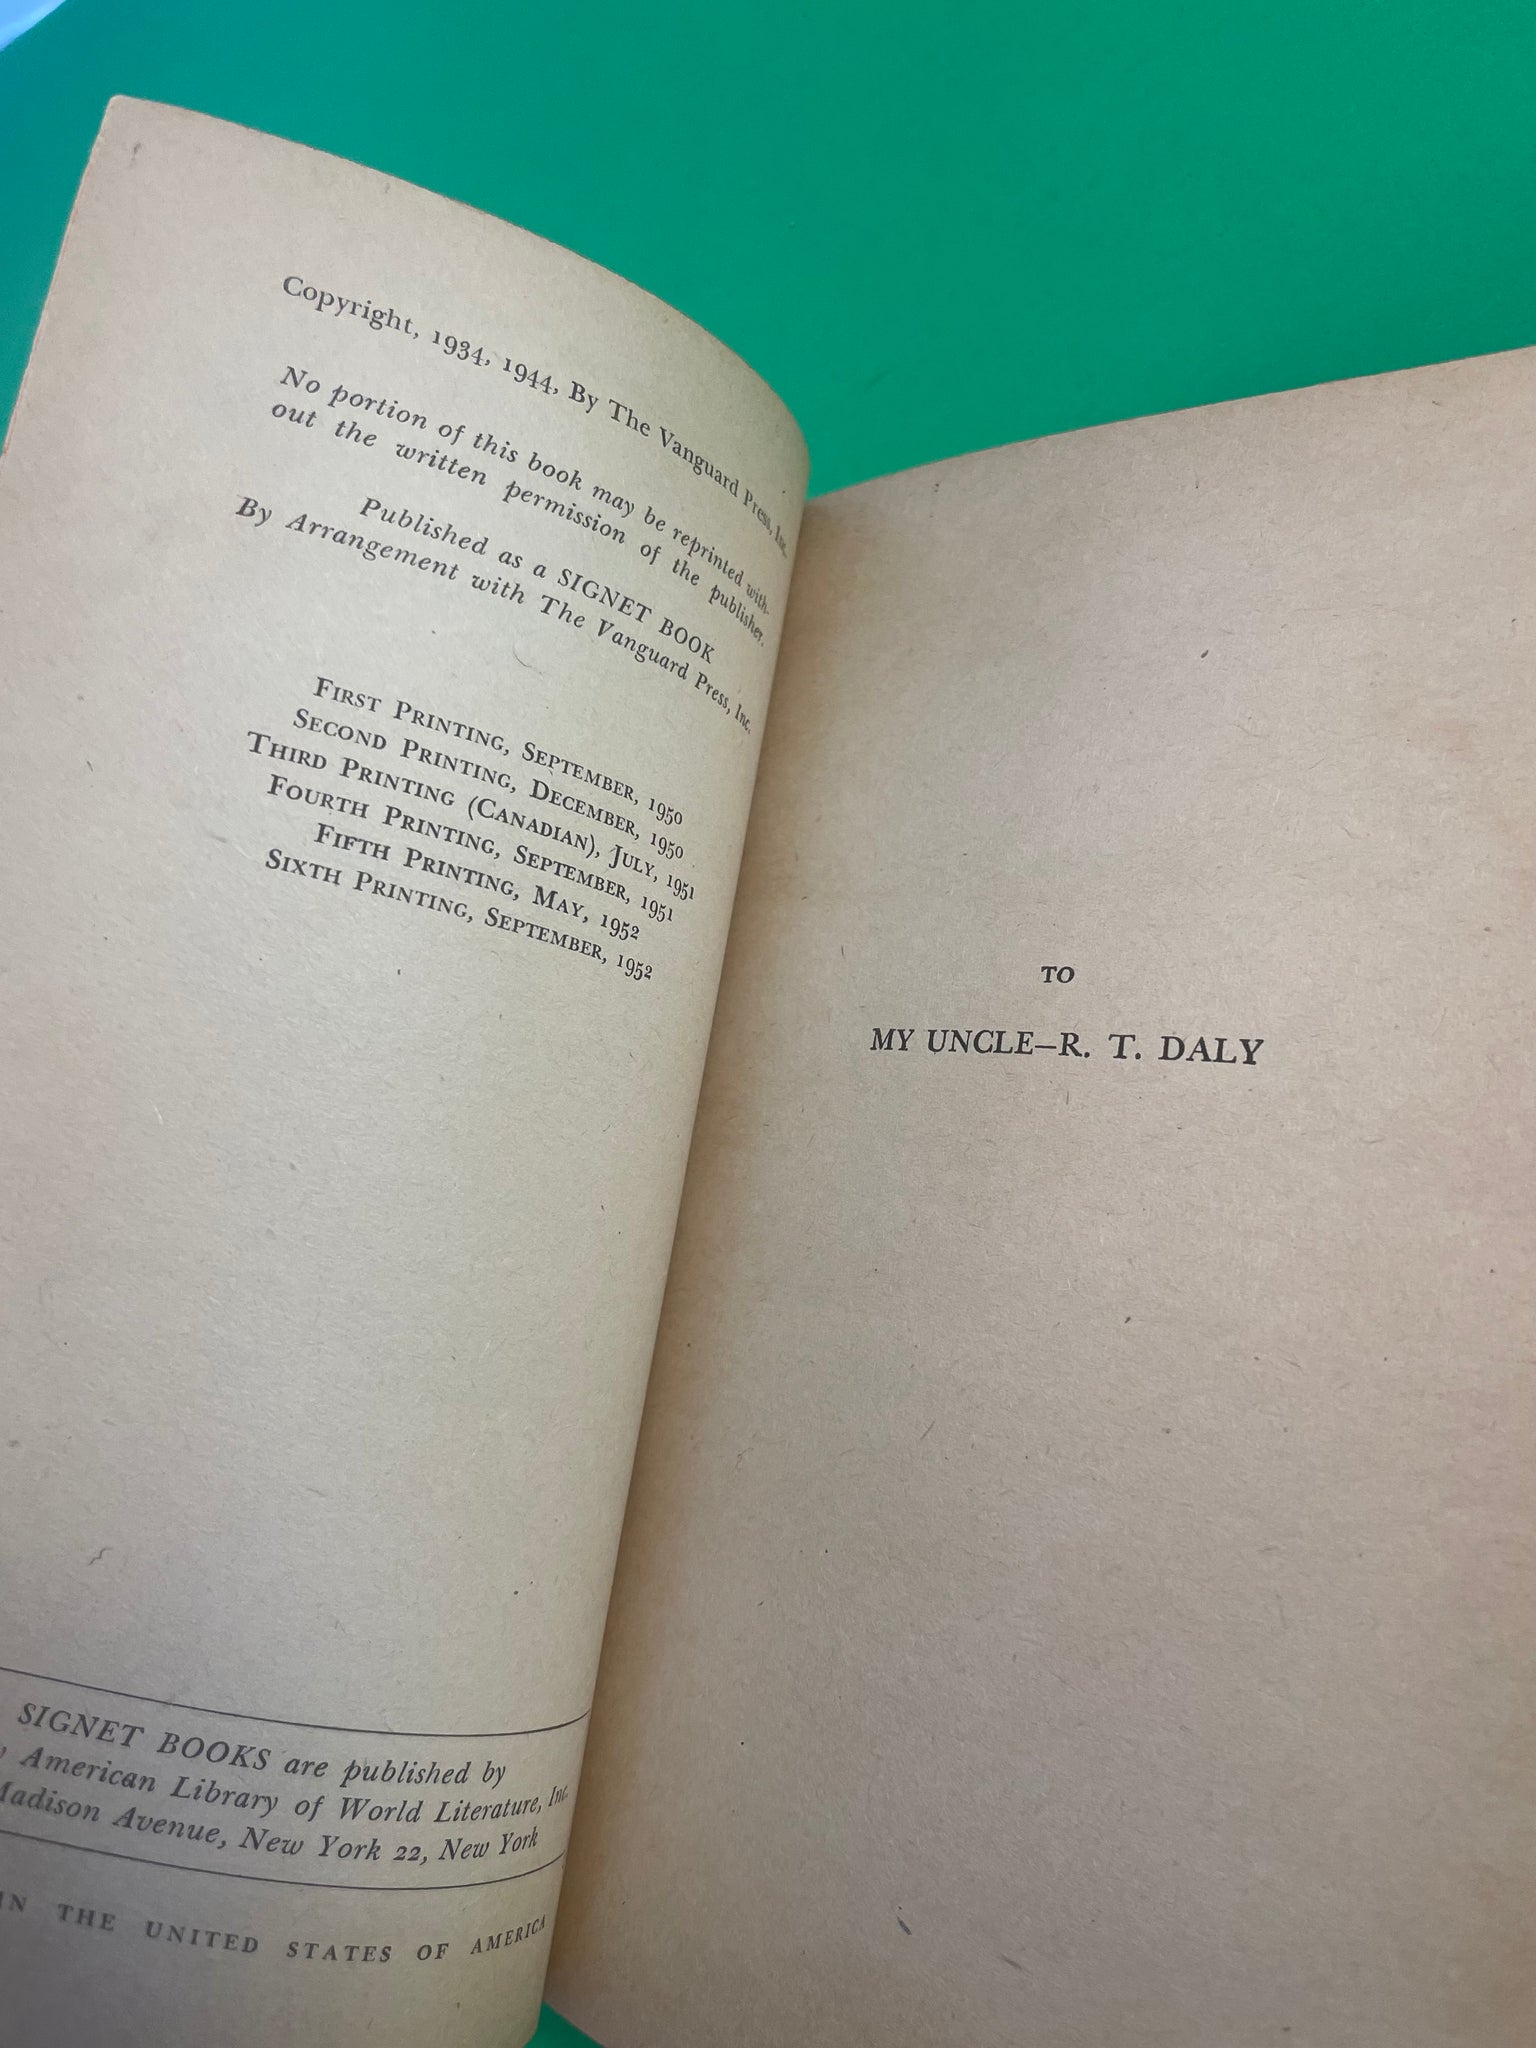 Copyright, 1934, 1944, By The Vanguard Press, Inc.
No portion of this book may be reprinted with-
out the written permission of the publisher.
Published as a SIGNET BOOK
By Arrangement with The Vanguard Press, Inc.
First Printing, September, 1950
Second Printing, December, 1950
Third Printing (Canadian), July, 1951
Fourth Printing, September, 1951
Fifth Printing, May, 1952
Sixth Printing, September, 1952
SIGNET BOOKS are published by
American Library of World Literature, Inc.
Madison Avenue, New York 22, New York
IN THE UNITED STATES OF AMERICA
TO
MY UNCLE—R. T. DALY